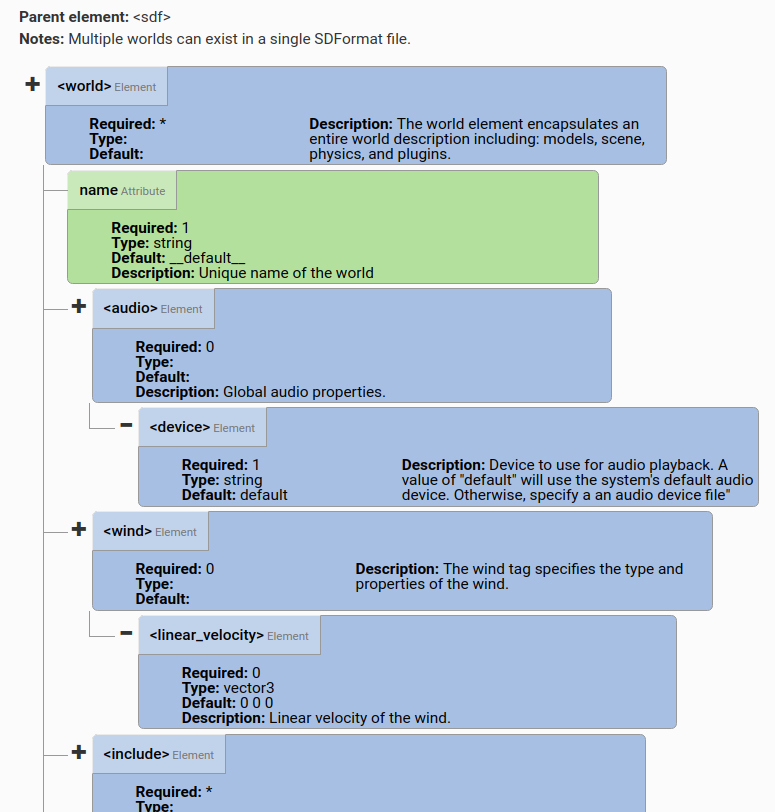 Parent element: <sdf>
Notes: Multiple worlds can exist in a single SDFormat file.
<world> Element
Required: *
Type:
Default:
Description: The world element encapsulates an
entire world description including: models, scene,
physics, and plugins.
name Attribute
Required: 1
Type: string
Default: __default__
Description: Unique name of the world
<audio> Element
Required: 0
Type:
Default:
Description: Global audio properties.
<device> Element
Required: 1
Type: string
Default: default
Description: Device to use for audio playback. A
value of "default" will use the system's default audio
device. Otherwise, specify a an audio device file"
<wind> Element
Required: 0
Type:
Default:
Description: The wind tag specifies the type and
properties of the wind.
<linear_velocity> Element
Required: 0
Type: vector3
Default: 0 0 0
Description: Linear velocity of the wind.
<include> Element
Required: *
Type: